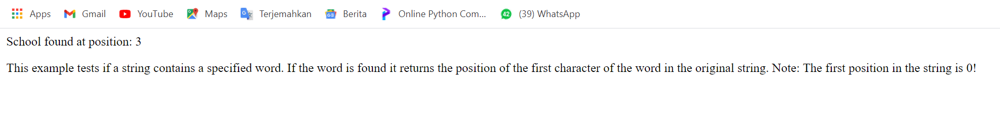 Apps Gmail YouTube Maps Terjemahkan Berita Online Python Com... 42 (39) WhatsApp
School found at position: 3
This example tests if a string contains a specified word. If the word is found it returns the position of the first character of the word in the original string. Note: The first position in the string is 0!